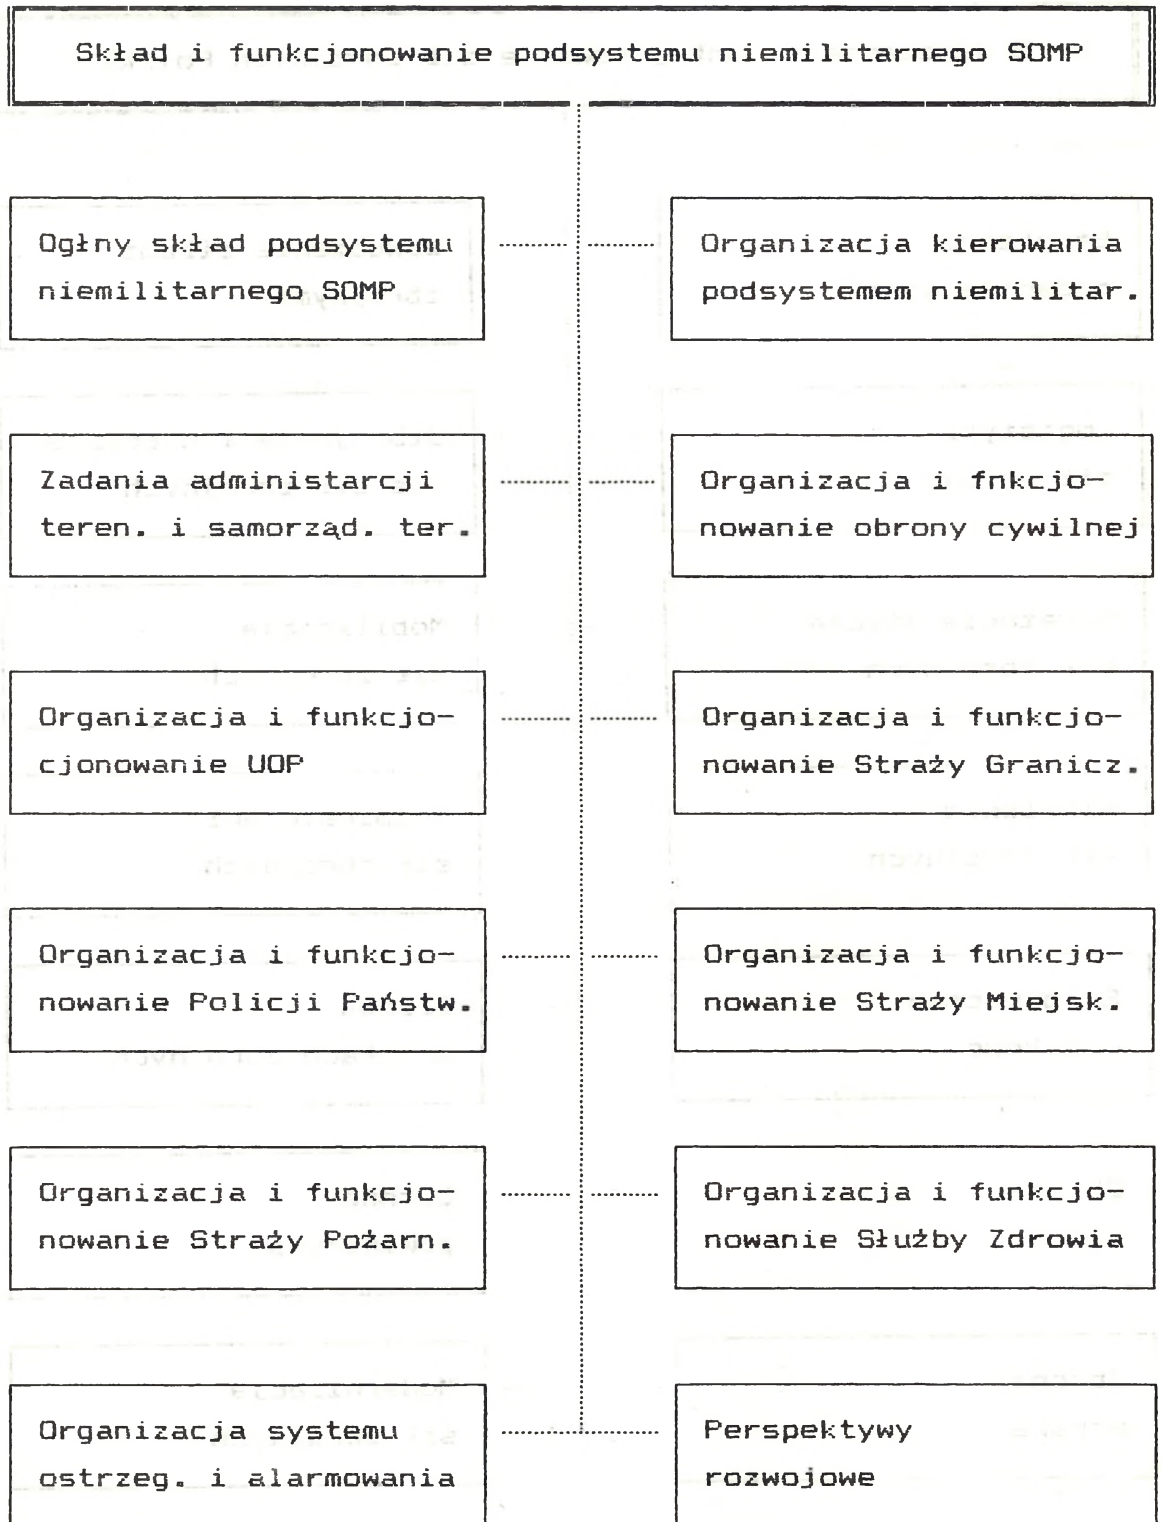 Skład i funkcjonowanie podsystemu niemilitarnego SOMP
Ogłny skład podsystemu
niemilitarnego SOMP
Organizacja kierowania
podsystemem niemilitar.
Zadania administarcji
teren. i samorząd. ter.
Organizacja i fnkcjo-
nowanie obrony cywilnej
Organizacja i funkcjo-
cjonowanie UOP
Organizacja i funkcjo-
nowanie Straży Granicz.
Organizacja i funkcjo-
nowanie Policji Państw.
Organizacja i funkcjo-
nowanie Straży Miejsk.
Organizacja i funkcjo-
nowanie Straży Pożarn.
Organizacja i funkcjo-
nowanie Służby Zdrowia
Organizacja systemu
ostrzeg. i alarmowania
Perspektywy
rozwojowe